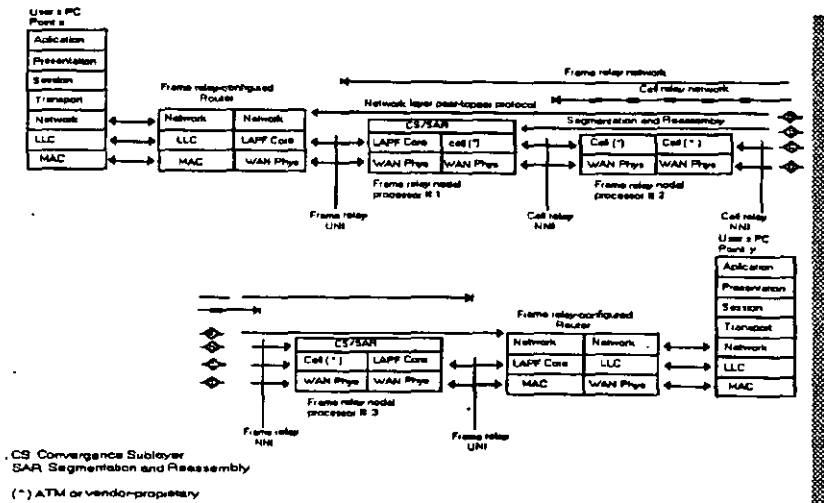 User's PC
Point x
Aplication
Presentation
Session
Transport
Network
LLC
MAC
Frame relay-configured
Router
Network Network
LLC LAPF Core
MAC WAN Phys
Frame relay network
Cell relay network
Network layer peer-topeer protocol
Segmentation and Reassembly
CS/SAR
LAPF Core cell (*)
WAN Phys WAN Phys
Frame relay nodal
processor # 1
Cell (*) Cell (*)
WAN Phys WAN Phys
Frame relay nodal
processor # 2
Frame relay
UNI
Cell relay
NNI
Cell relay
NNI
User's PC
Point y
Aplication
Presentation
Session
Transport
Network
LLC
MAC
Frame relay-configured
Router
Network Network
LAPF Core LLC
MAC WAN Phys
CS/SAR
Cell (*) LAPF Core
WAN Phys WAN Phys
Frame relay nodal
processor # 3
Frame relay
NNI
Frame relay
UNI
CS Convergence Sublayer
SAR Segmentation and Reassembly
(*) ATM or vendor-proprietary